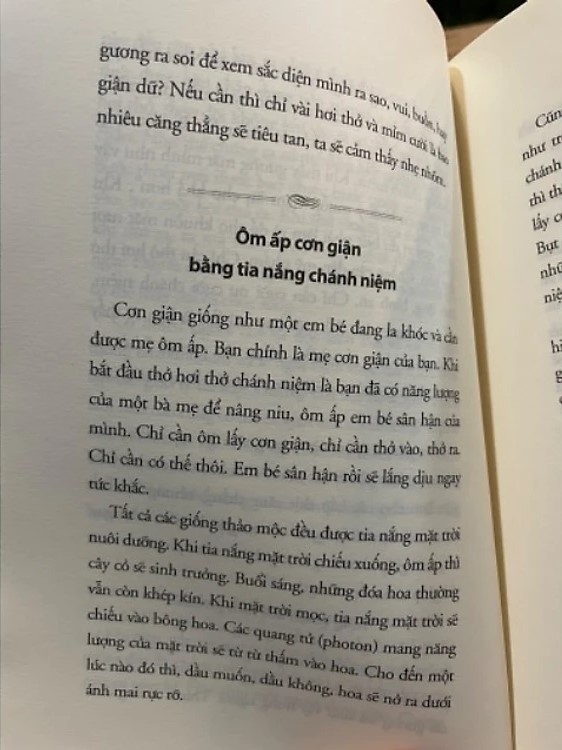 gương ra soi để xem sắc diện mình ra sao, vui, buồn, hay
giận dữ? Nếu cần thì chỉ vài hơi thở và mỉm cười là bao
nhiêu căng thẳng sẽ tiêu tan, ta sẽ cảm thấy nhẹ nhõm.
Ôm ấp cơn giận
bằng tia nắng chánh niệm
Cơn giận giống như một em bé đang la khóc và cần
được mẹ ôm ấp. Bạn chính là mẹ cơn giận của bạn. Khi
bắt đầu thở hơi thở chánh niệm là bạn đã có năng lượng
của một bà mẹ để nâng niu, ôm ấp em bé sân hận của
mình. Chỉ cần ôm lấy cơn giận, chỉ cần thở vào, thở ra.
Chỉ cần có thế thôi. Em bé sân hận rồi sẽ lắng dịu ngay
tức khắc.
Tất cả các giống thảo mộc đều được tia nắng mặt trời
nuôi dưỡng. Khi tia nắng mặt trời chiếu xuống, ôm ấp thì
cây cỏ sẽ sinh trưởng. Buổi sáng, những đóa hoa thường
vẫn còn khép kín. Khi mặt trời mọc, tia nắng mặt trời sẽ
chiếu vào bông hoa. Các quang tử (photon) mang năng
lượng của mặt trời sẽ từ từ thấm vào hoa. Cho đến một
lúc nào đó thì, dầu muốn, dầu không, hoa sẽ nở ra dưới
ánh mai rực rỡ.
Cũn
như tr
chánh
thì th
lấy c
Bụt
nhữ
niệ
hi
g